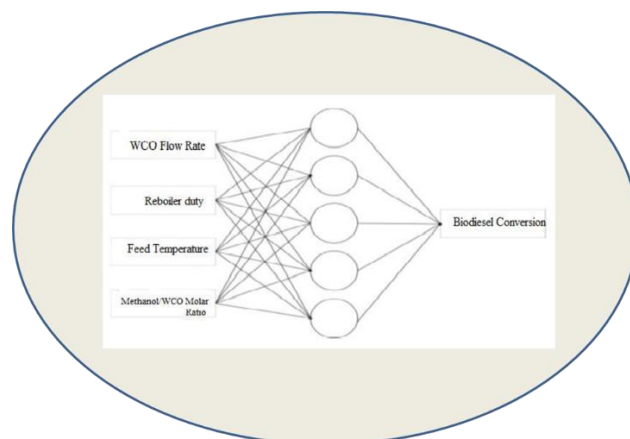 WCO Flow Rate
Reboiler duty
Feed Temperature
Methanol/WCO Molar
Ratio
Biodiesel Conversion